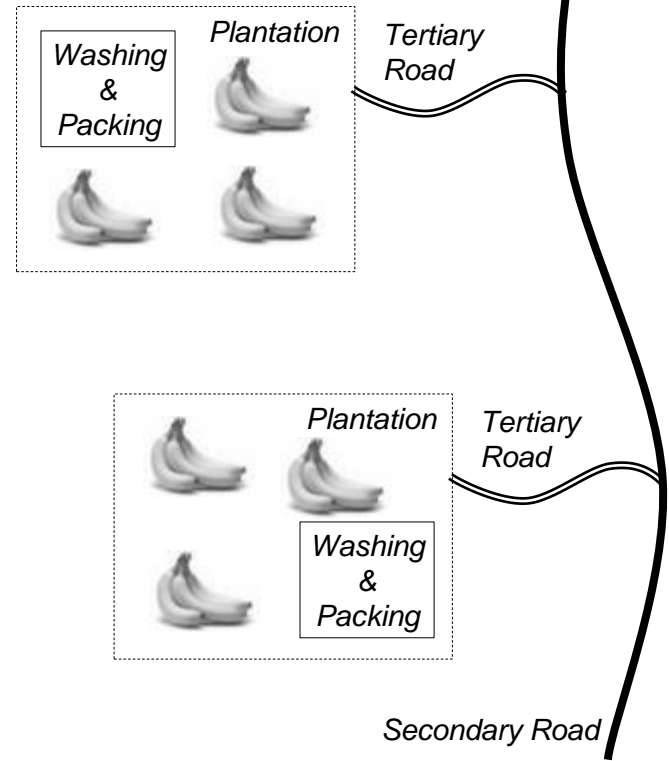 Plantation
Washing
&
Packing
Tertiary
Road
Plantation
Tertiary
Road
Washing
&
Packing
Secondary Road